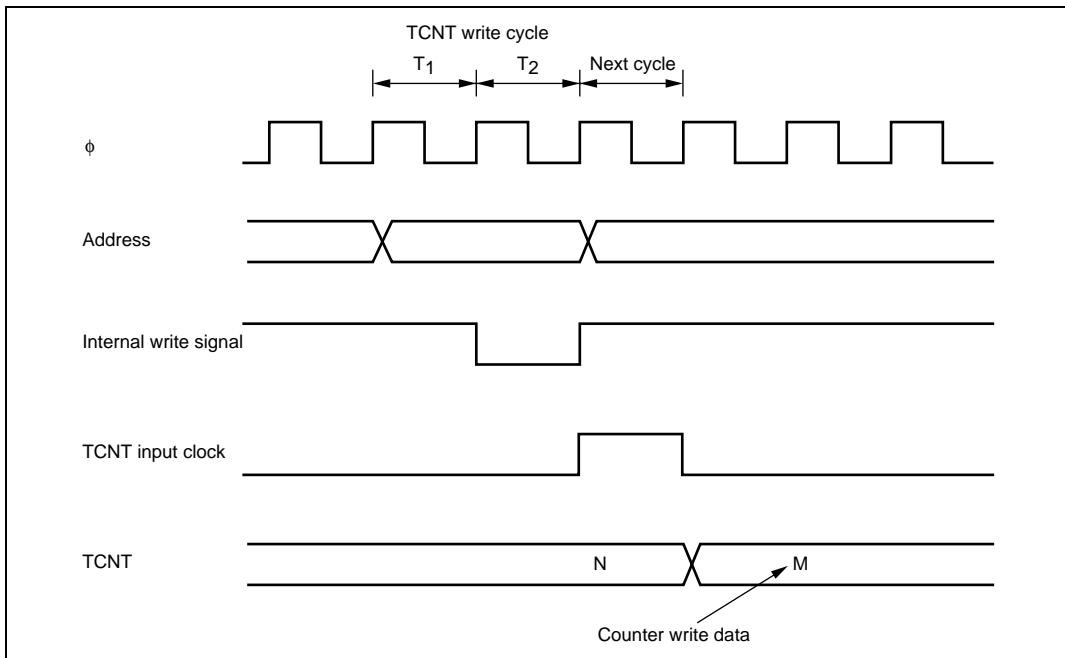 TCNT write cycle
T1 T2 Next cycle
φ
Address
Internal write signal
TCNT input clock
TCNT
N M
Counter write data